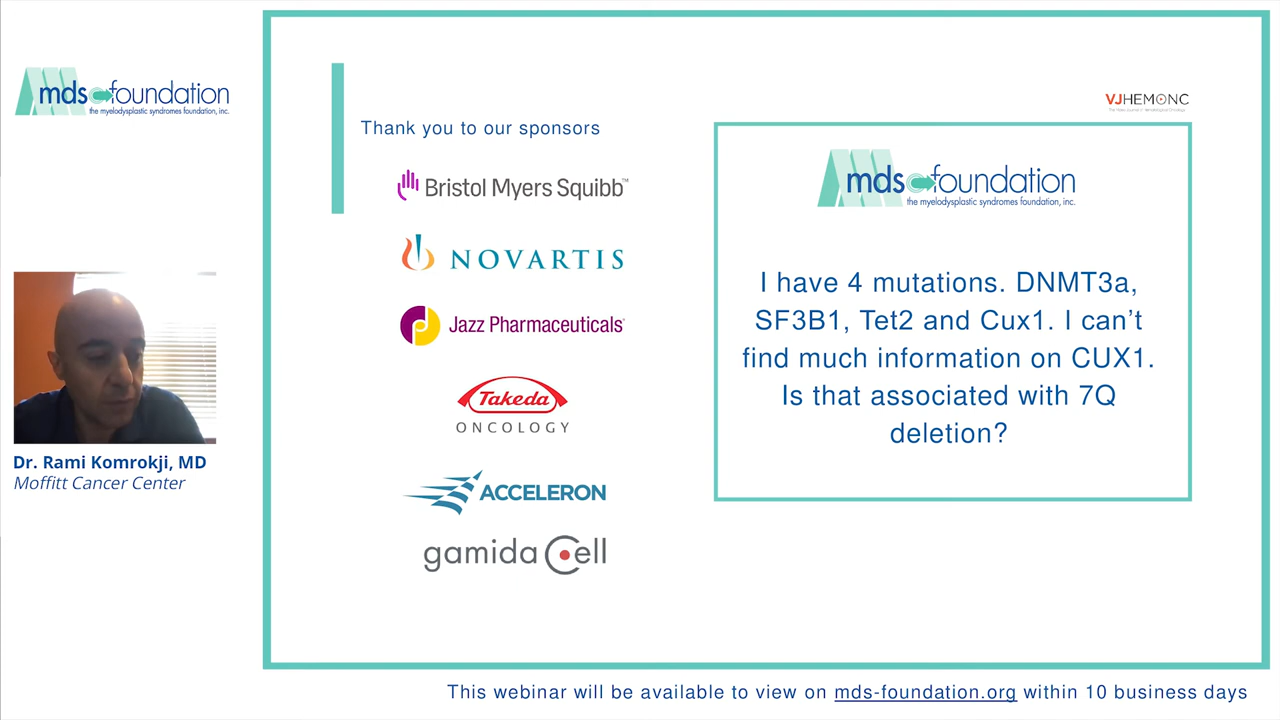 mds foundation
the myelodysplastic syndromes foundation, inc.
Dr. Rami Komrokji, MD
Moffitt Cancer Center
Thank you to our sponsors
Bristol Myers Squibb™
NOVARTIS
Jazz Pharmaceuticals
Takeda
ONCOLOGY
ACCELERON
gamida Cell
VJHEMONC
mds foundation
the myelodysplastic syndromes foundation, inc.
I have 4 mutations. DNMT3a,
SF3B1, Tet2 and Cux1. I can’t
find much information on CUX1.
Is that associated with 7Q
deletion?
This webinar will be available to view on mds-foundation.org within 10 business days